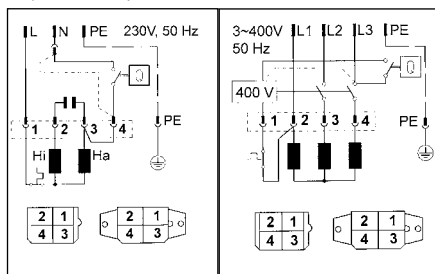 L N PE 230V, 50 Hz
Q
1 2 3 4 PE
Hi Ha
2 1
4 3
2 1
4 3
3~400V L1 L2 L3 PE
50 Hz
Q
400 V
1 2 3 4
PE
2 1
4 3
2 1
4 3